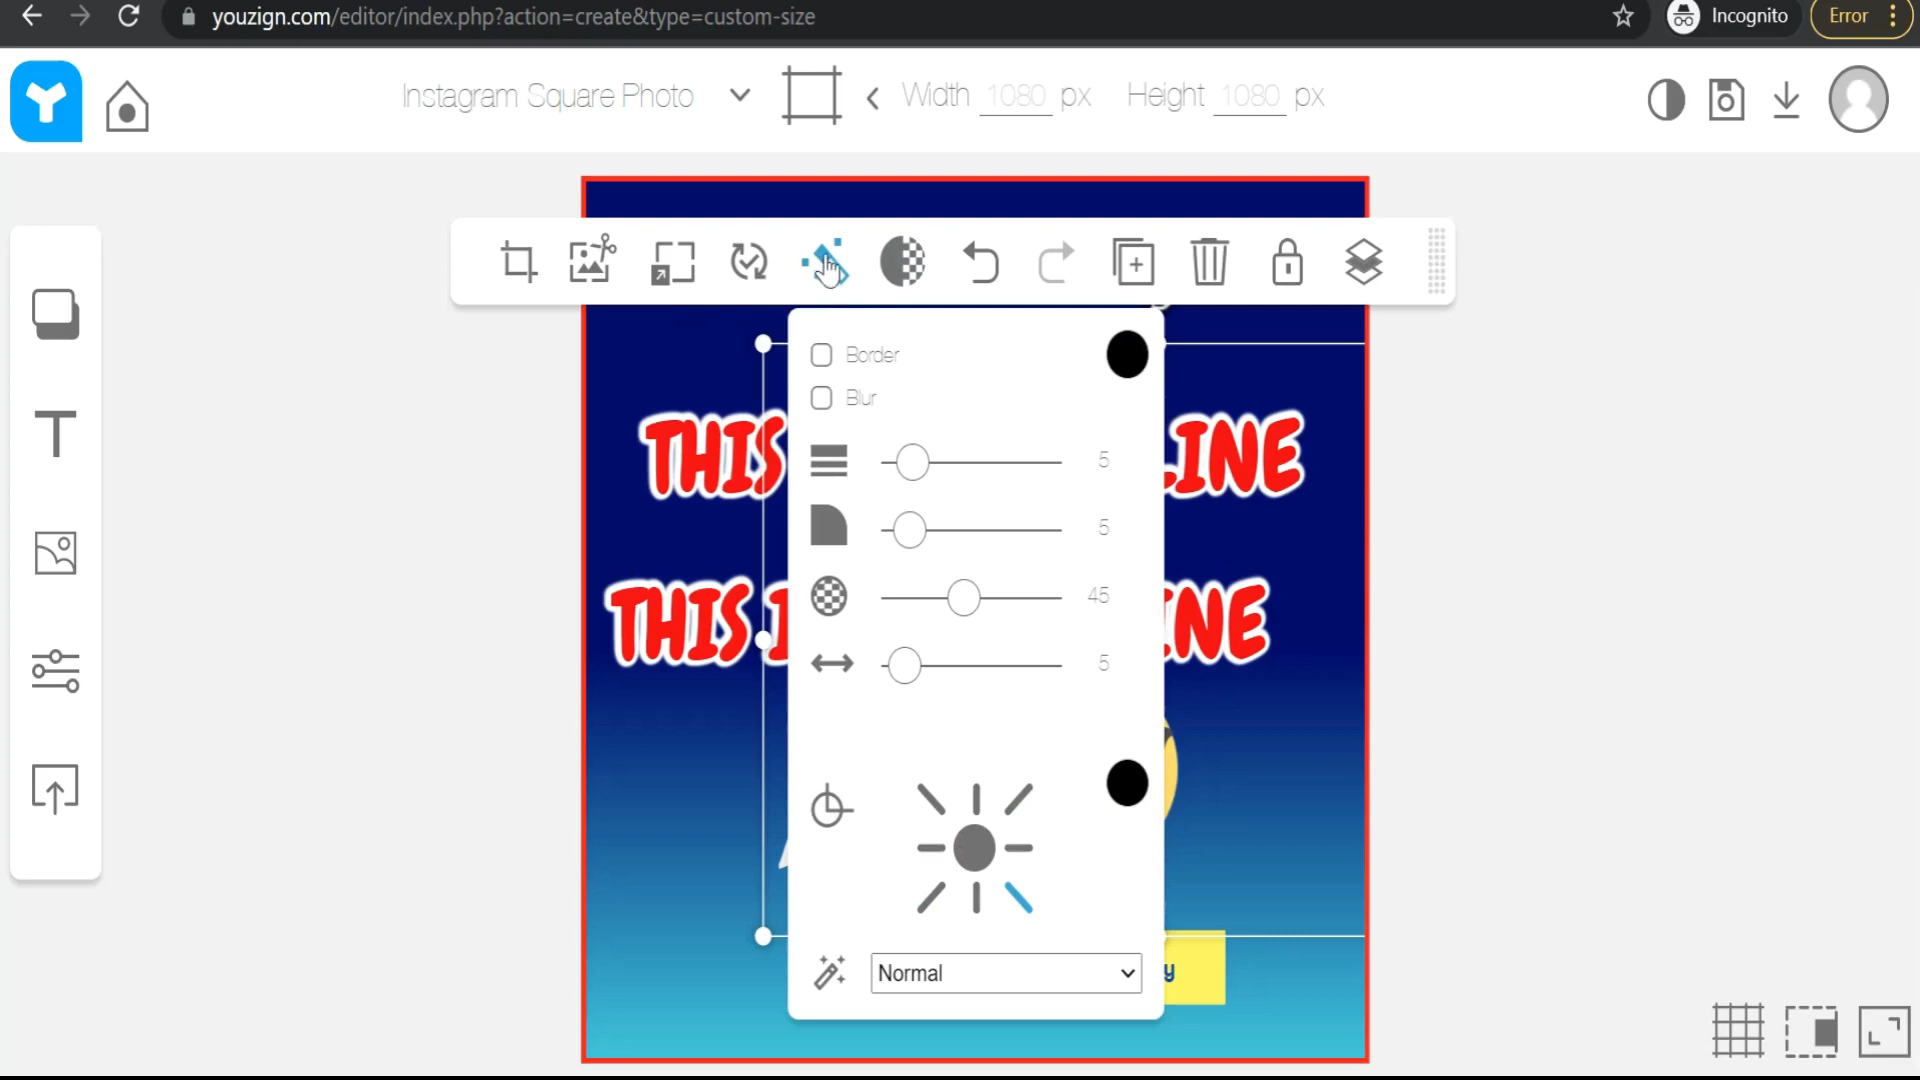 youzign.com/editor/index.php?action=create&type=custom-size
Incognito
Error
Instagram Square Photo
Width 1080 px
Height 1080 px
Border
Blur
THIS
LINE
5
5
THIS I
INE
45
5
Normal
y